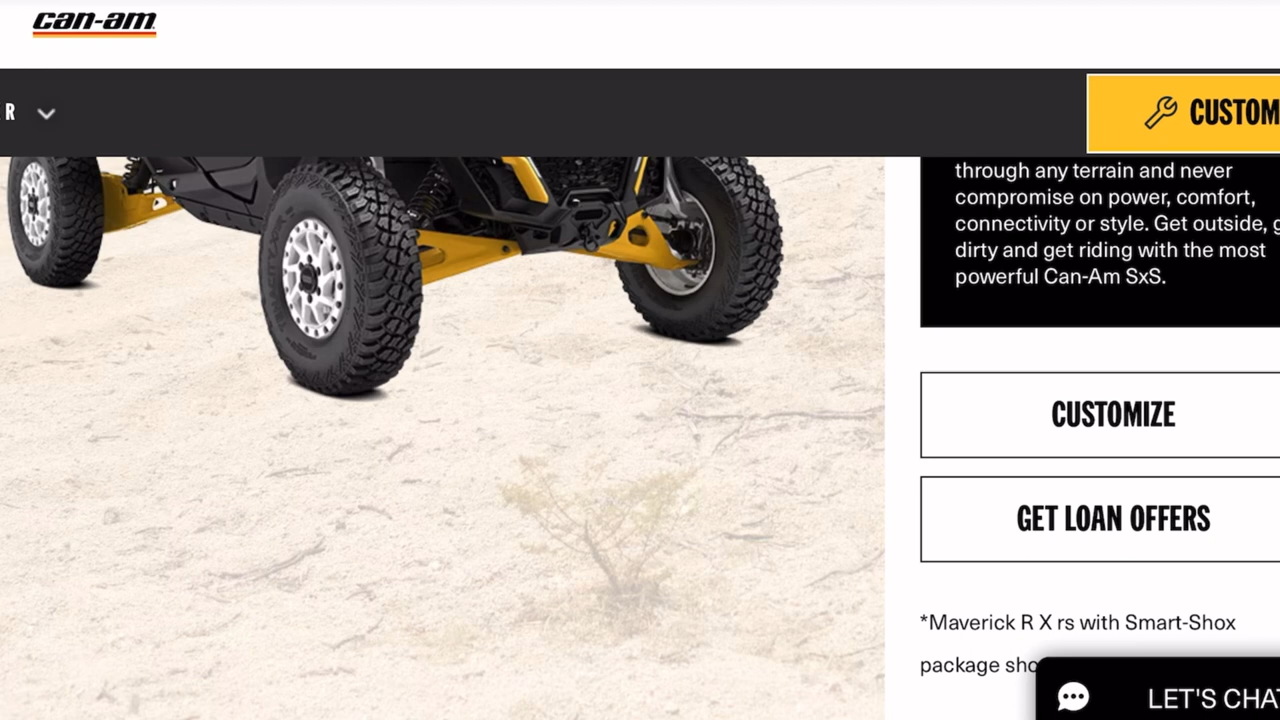 can-am
R
CUSTOM
through any terrain and never
compromise on power, comfort,
connectivity or style. Get outside, g
dirty and get riding with the most
powerful Can-Am SxS.
CUSTOMIZE
GET LOAN OFFERS
*Maverick R X rs with Smart-Shox
package sho
LET'S CHAT